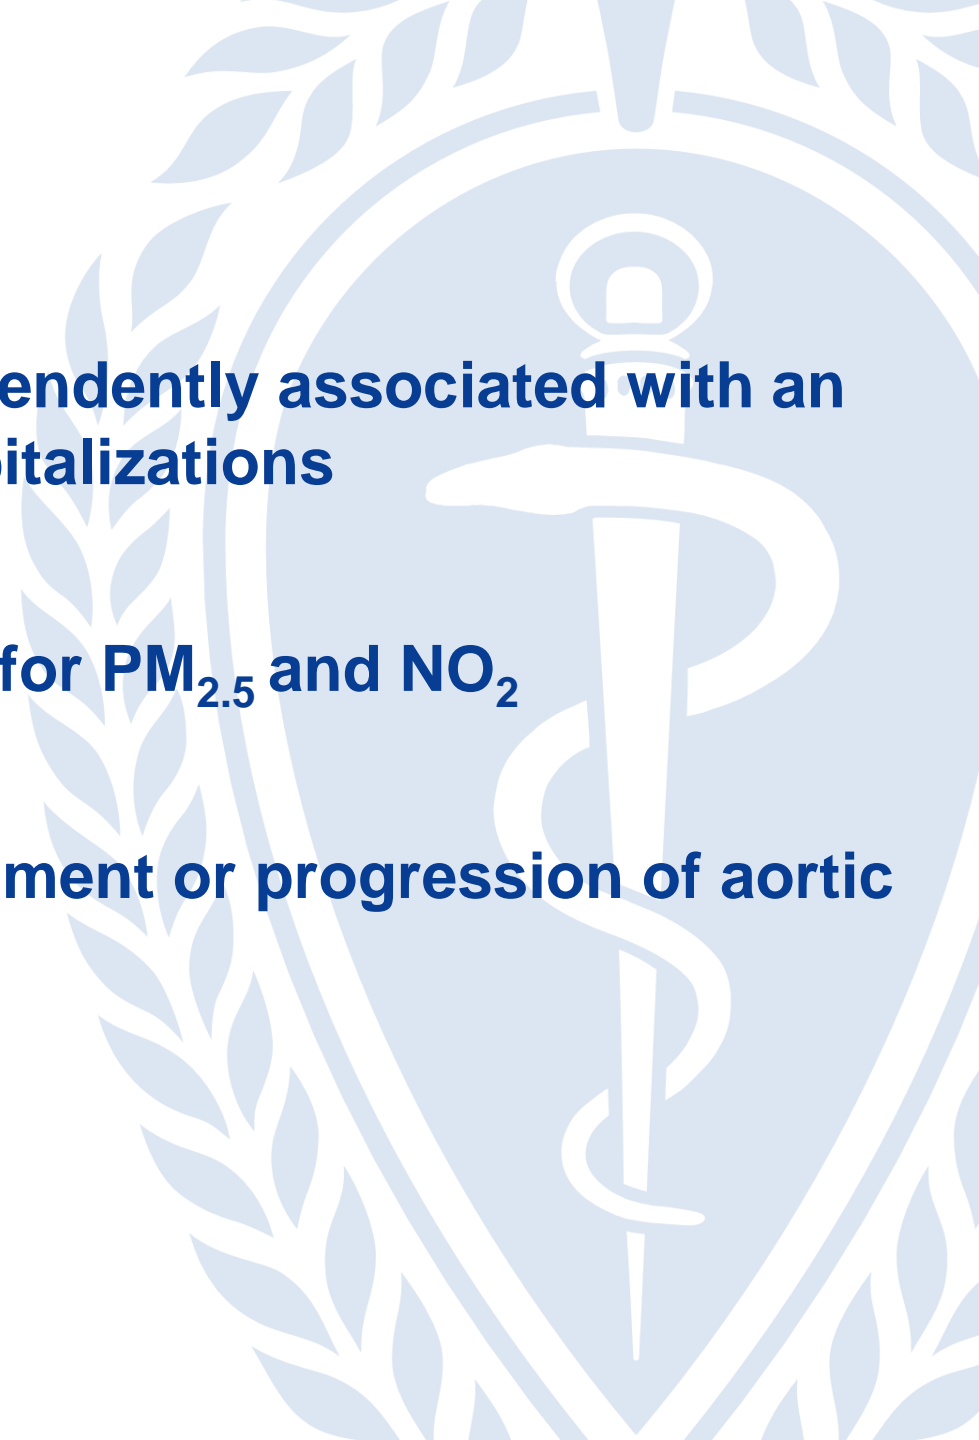 endently associated with an
italizations
for PM₂.₅ and NO₂
ment or progression of aortic